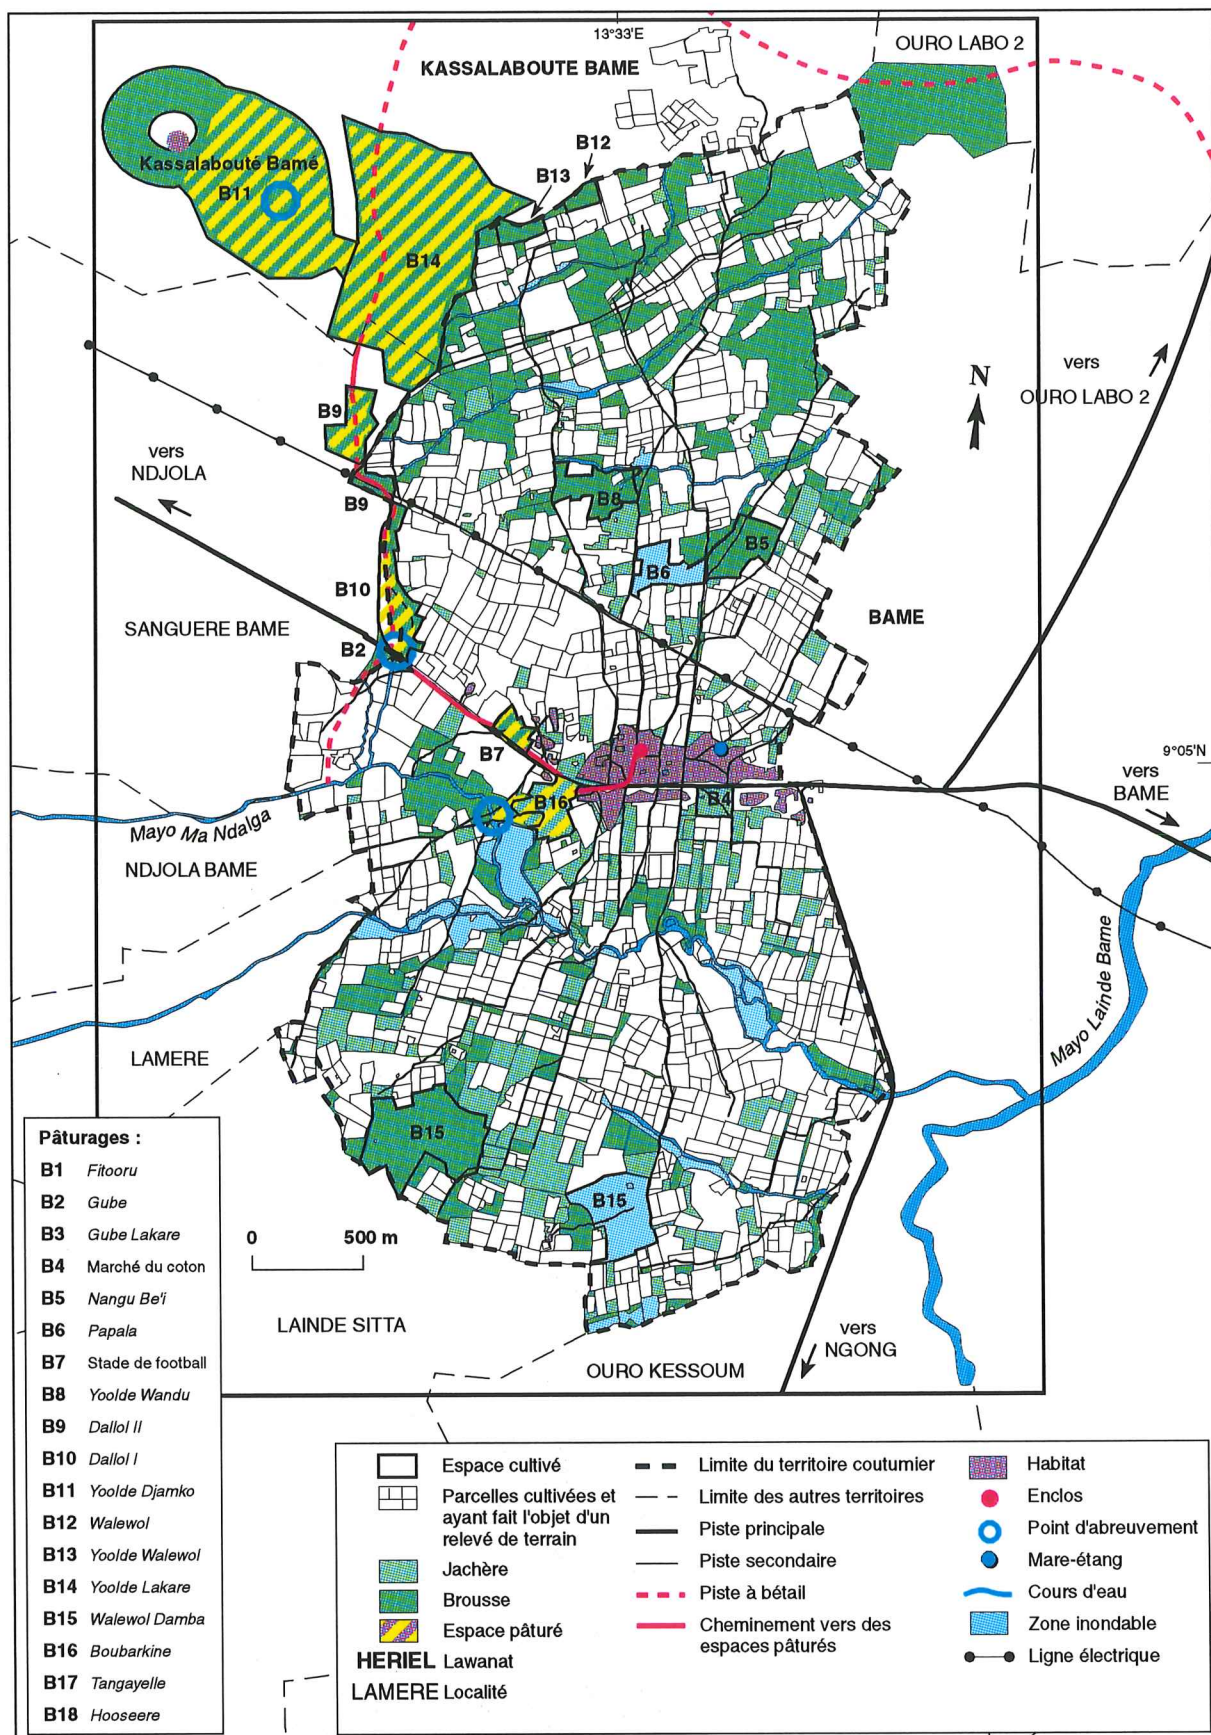 13°33'E
OURO LABO 2
KASSALABOUTE BAME
B12
B13
Kassalabouté Bamé
B11
B14
vers
OURO LABO 2
N
B9
vers
NDJOLA
B9
B8
B5
B6
B10
BAME
SANGUERE BAME
B2
B7
9°05'N
vers
BAME
B16
B4
Mayo Ma Ndalga
NDJOLA BAME
Mayo Lainde Bame
LAMERE
B15
B15
0 500 m
LAINDE SITTA
vers
NGONG
OURO KESSOUM
Pâturages :
B1 Fitooru
B2 Gube
B3 Gube Lakare
B4 Marché du coton
B5 Nangu Be'i
B6 Papala
B7 Stade de football
B8 Yoolde Wandu
B9 Dallol II
B10 Dallol I
B11 Yoolde Djamko
B12 Walewol
B13 Yoolde Walewol
B14 Yoolde Lakare
B15 Walewol Damba
B16 Boubarkine
B17 Tangayelle
B18 Hooseere
Espace cultivé
Parcelles cultivées et
ayant fait l'objet d'un
relevé de terrain
Jachère
Brousse
Espace pâturé
HERIEL Lawanat
LAMERE Localité
Limite du territoire coutumier
Limite des autres territoires
Piste principale
Piste secondaire
Piste à bétail
Cheminement vers des
espaces pâturés
Habitat
Enclos
Point d'abreuvement
Mare-étang
Cours d'eau
Zone inondable
Ligne électrique